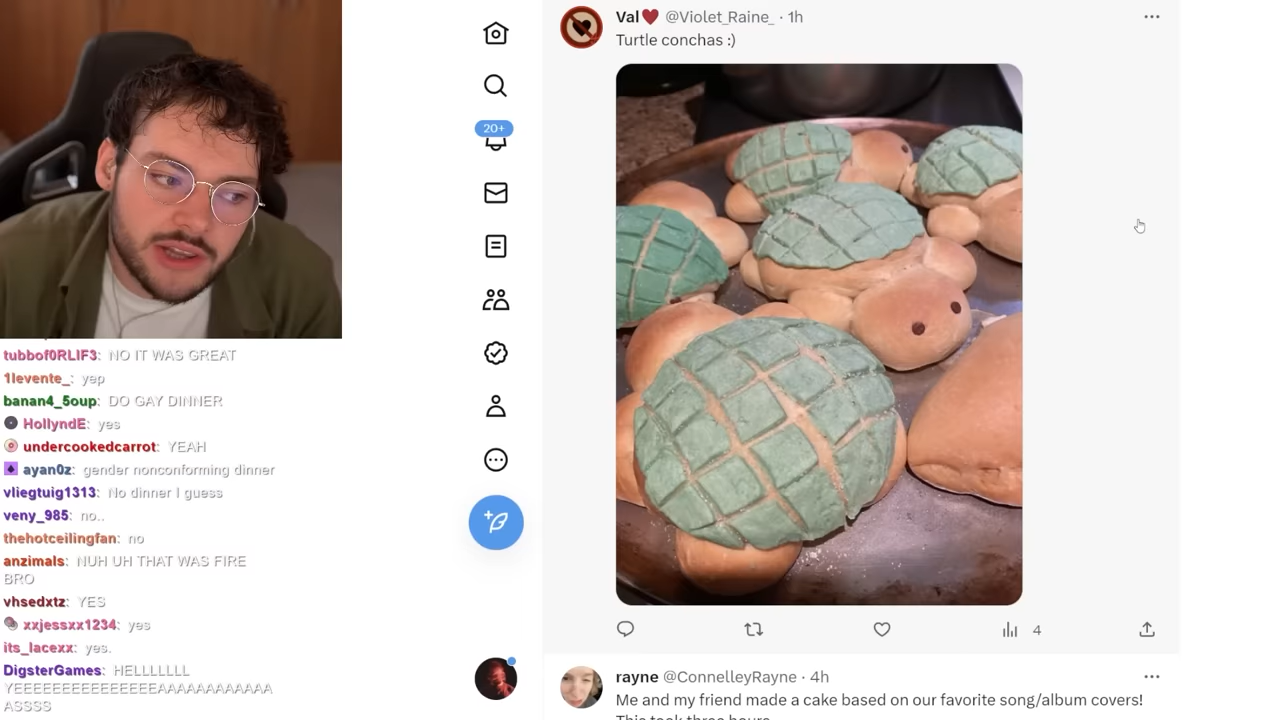 Val @Violet_Raine_ · 1h
Turtle conchas :)
20+
4
rayne @ConnelleyRayne · 4h
Me and my friend made a cake based on our favorite song/album covers!
This took three hours
tubbof0RLIF3: NO IT WAS GREAT
1levente_: yep
banan4_5oup: DO GAY DINNER
HollyndE: yes
undercookedcarrot: YEAH
ayan0z: gender nonconforming dinner
vliegtuig1313: No dinner I guess
veny_985: no..
thehotceilingfan: no
anzimals: NUH UH THAT WAS FIRE
BRO
vhsedxtz: YES
xxjessxx1234: yes
its_lacexx: yes.
DigsterGames: HELLLLLLL
YEEEEEEEEEEEEEEEAAAAAAAAAAAA
ASSSS